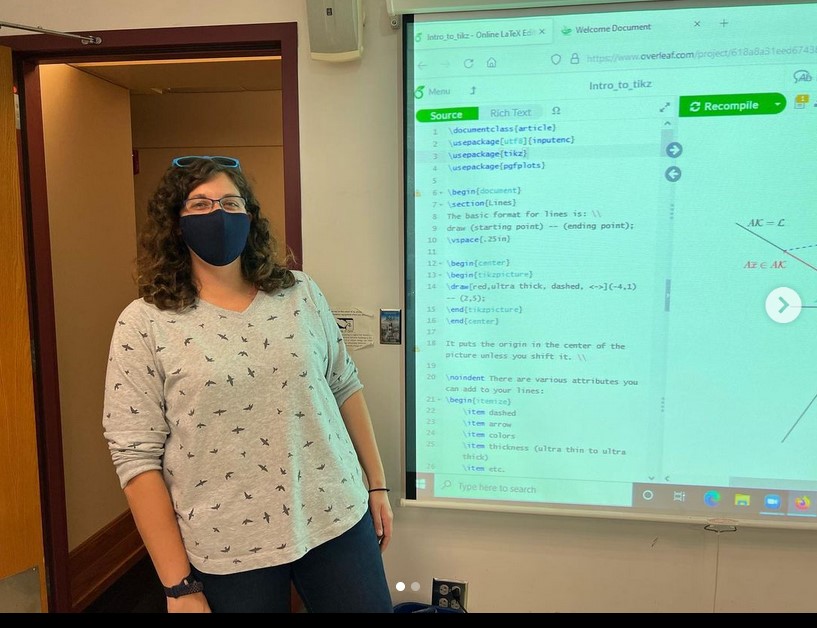 Intro_to_tikz - Online LaTeX Edi
Welcome Document
https://www.overleaf.com/project/618a8a31eed6743
Menu
Intro_to_tikz
Source
Rich Text
Ω
Recompile
1 \documentclass{article}
2 \usepackage[utf8]{inputenc}
3 \usepackage{tikz}
4 \usepackage{pgfplots}
5
6 \begin{document}
7 \section{Lines}
8 The basic format for lines is: \\
9 draw (starting point) -- (ending point);
10 \vspace{.25in}
11
12 \begin{center}
13 \begin{tikzpicture}
14 \draw[red,ultra thick, dashed, <->](-4,1)
-- (2,5);
15 \end{tikzpicture}
16 \end{center}
17
18 It puts the origin in the center of the
picture unless you shift it. \\
19
20 \noindent There are various attributes you
can add to your lines:
21 \begin{itemize}
22 \item dashed
23 \item arrow
24 \item colors
25 \item thickness (ultra thin to ultra
thick)
26 \item etc.
AK = L
Type here to search